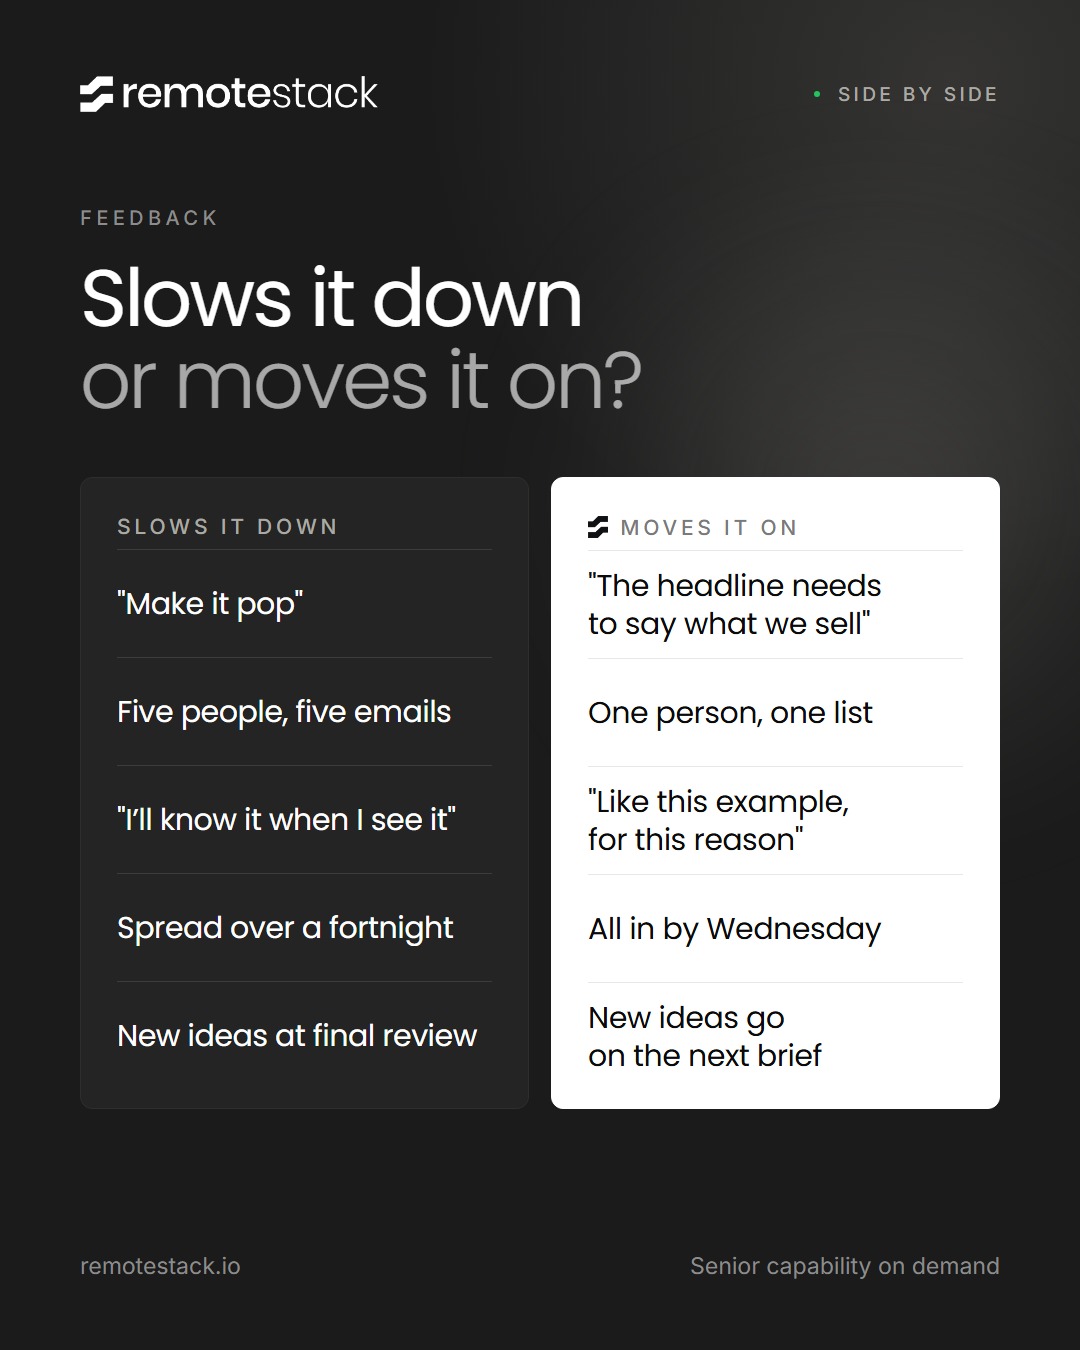 remotestack
SIDE BY SIDE
FEEDBACK
Slows it down
or moves it on?
SLOWS IT DOWN
"Make it pop"
Five people, five emails
"I’ll know it when I see it"
Spread over a fortnight
New ideas at final review
MOVES IT ON
"The headline needs
to say what we sell"
One person, one list
"Like this example,
for this reason"
All in by Wednesday
New ideas go
on the next brief
remotestack.io
Senior capability on demand